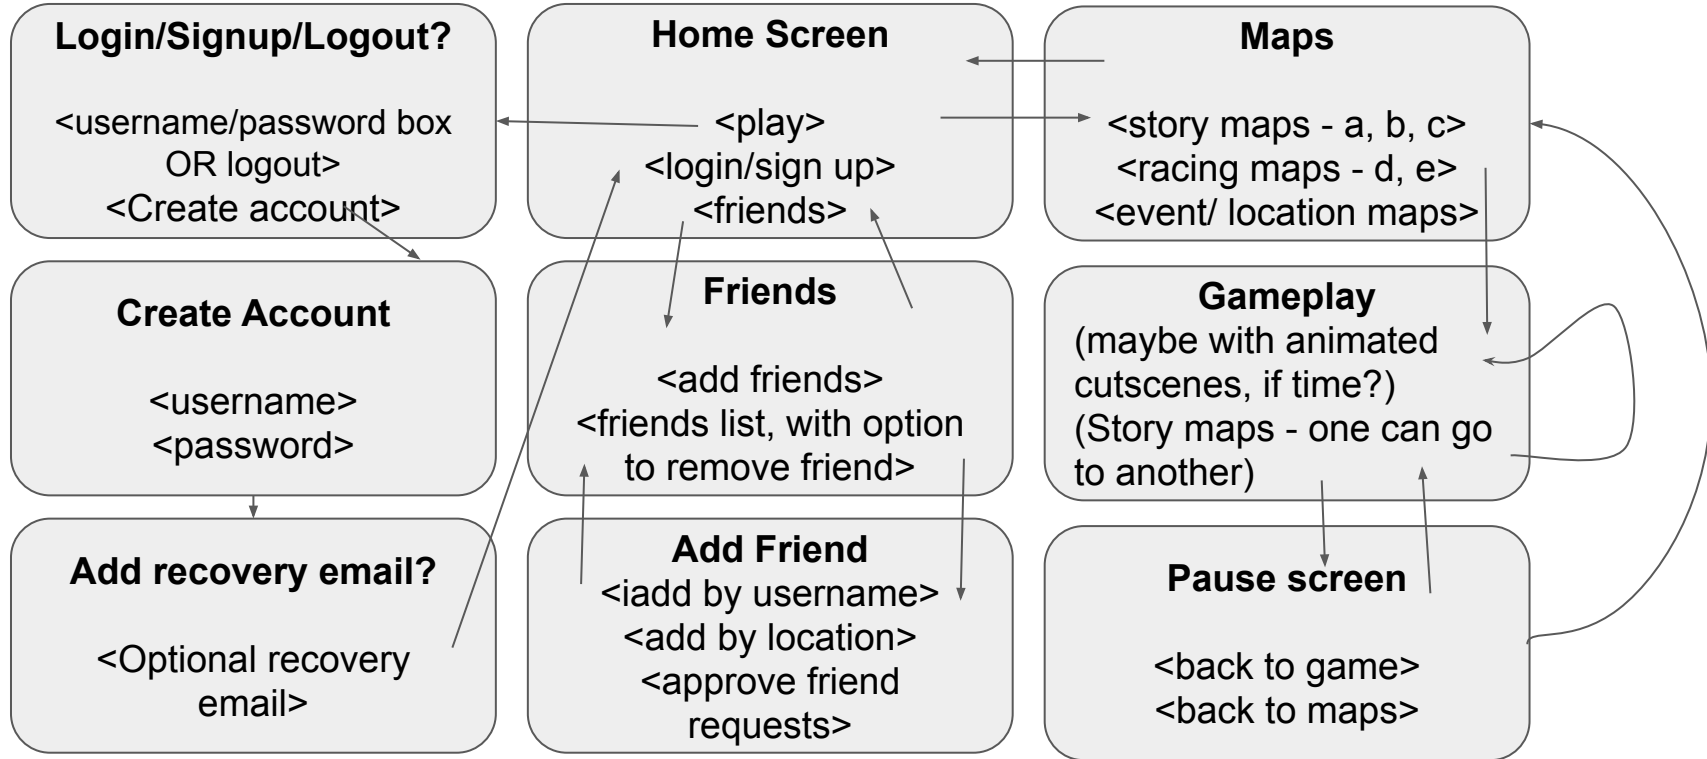 Login/Signup/Logout?
<username/password box
OR logout>
<Create account>
Home Screen
<play>
<login/sign up>
<friends>
Maps
<story maps - a, b, c>
<racing maps - d, e>
<event/ location maps>
Create Account
<username>
<password>
Friends
<add friends>
<friends list, with option
to remove friend>
Gameplay
(maybe with animated
cutscenes, if time?)
(Story maps - one can go
to another)
Add recovery email?
<Optional recovery
email>
Add Friend
<iadd by username>
<add by location>
<approve friend
requests>
Pause screen
<back to game>
<back to maps>